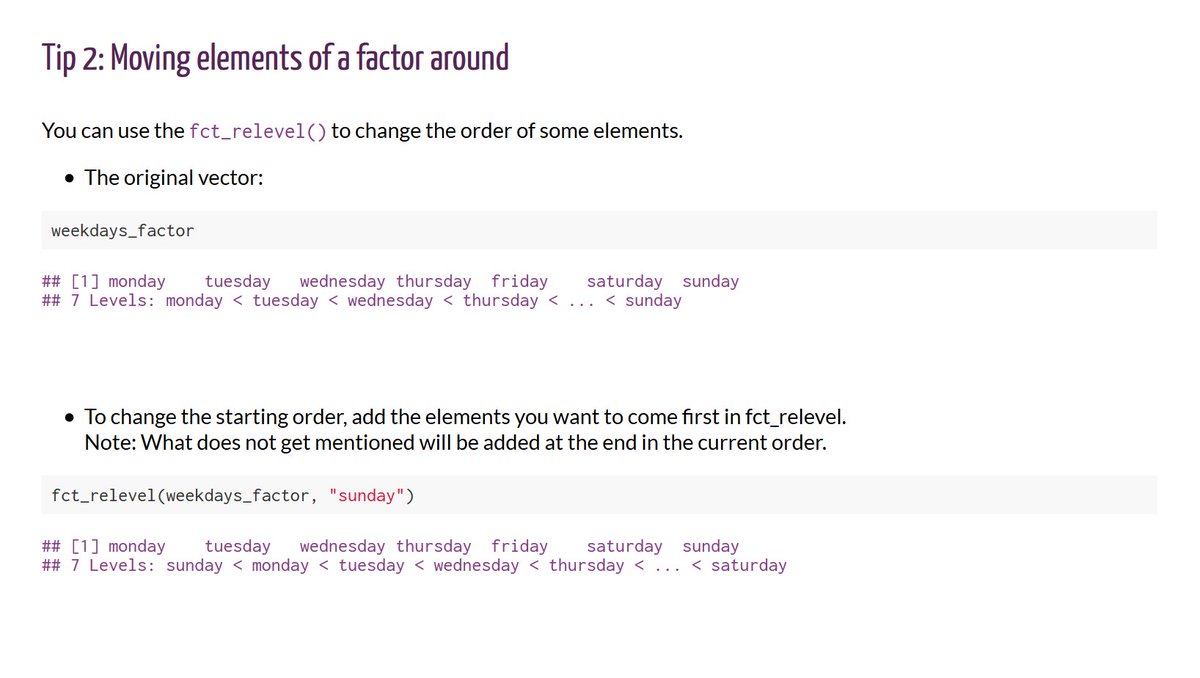 Tip 2: Moving elements of a factor around
You can use the fct_relevel() to change the order of some elements.
• The original vector:
weekdays_factor
## [1] monday    tuesday   wednesday thursday  friday    saturday  sunday
## 7 Levels: monday < tuesday < wednesday < thursday < ... < sunday
• To change the starting order, add the elements you want to come first in fct_relevel.
Note: What does not get mentioned will be added at the end in the current order.
fct_relevel(weekdays_factor, "sunday")
## [1] monday    tuesday   wednesday thursday  friday    saturday  sunday
## 7 Levels: sunday < monday < tuesday < wednesday < thursday < ... < saturday